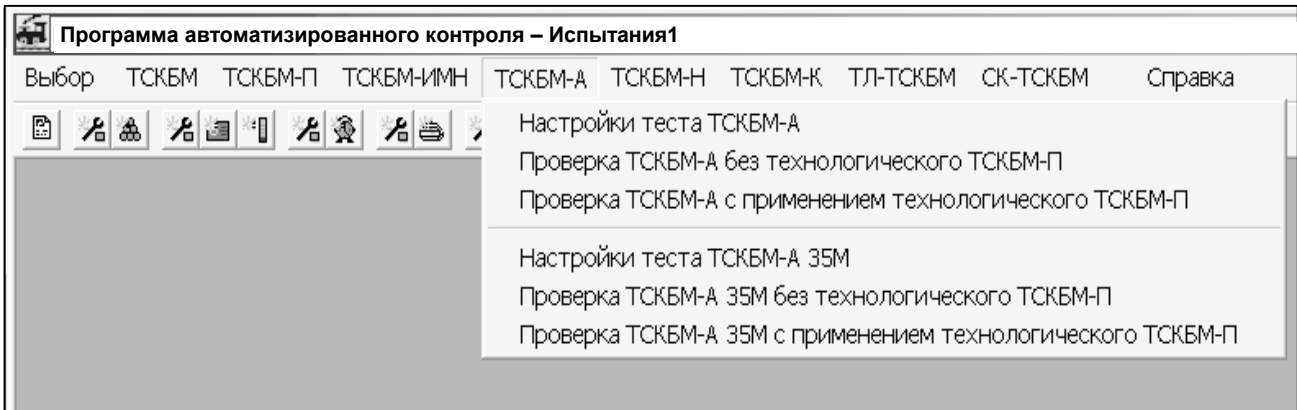 Программа автоматизированного контроля – Испытания1
Выбор ТСКБМ ТСКБМ-П ТСКБМ-ИМН ТСКБМ-А ТСКБМ-Н ТСКБМ-К ТЛ-ТСКБМ СК-ТСКБМ Справка
Настройки теста ТСКБМ-А
Проверка ТСКБМ-А без технологического ТСКБМ-П
Проверка ТСКБМ-А с применением технологического ТСКБМ-П
Настройки теста ТСКБМ-А 35М
Проверка ТСКБМ-А 35М без технологического ТСКБМ-П
Проверка ТСКБМ-А 35М с применением технологического ТСКБМ-П